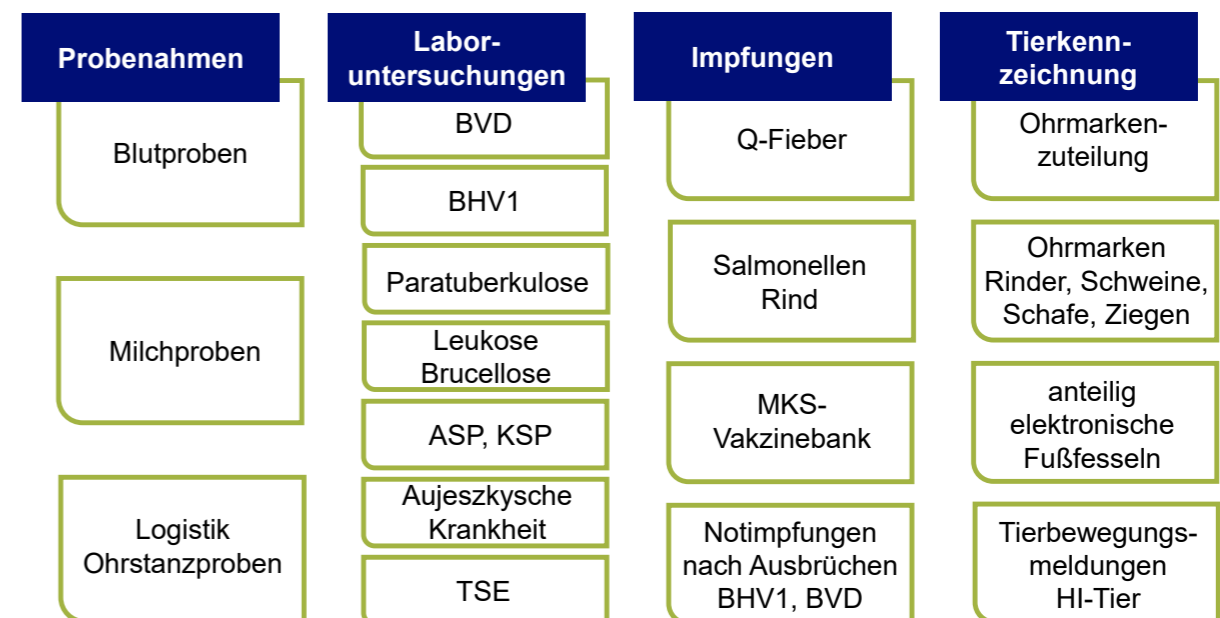 Probenahmen
Blutproben
Milchproben
Logistik
Ohrstanzproben
Labor-
untersuchungen
BVD
BHV1
Paratuberkulose
Leukose
Brucellose
ASP, KSP
Aujeszkysche
Krankheit
TSE
Impfungen
Q-Fieber
Salmonellen
Rind
MKS-
Vakzinebank
Notimpfungen
nach Ausbrüchen
BHV1, BVD
Tierkenn-
zeichnung
Ohrmarken-
zuteilung
Ohrmarken
Rinder, Schweine,
Schafe, Ziegen
anteilig
elektronische
Fußfesseln
Tierbewegungs-
meldungen
HI-Tier